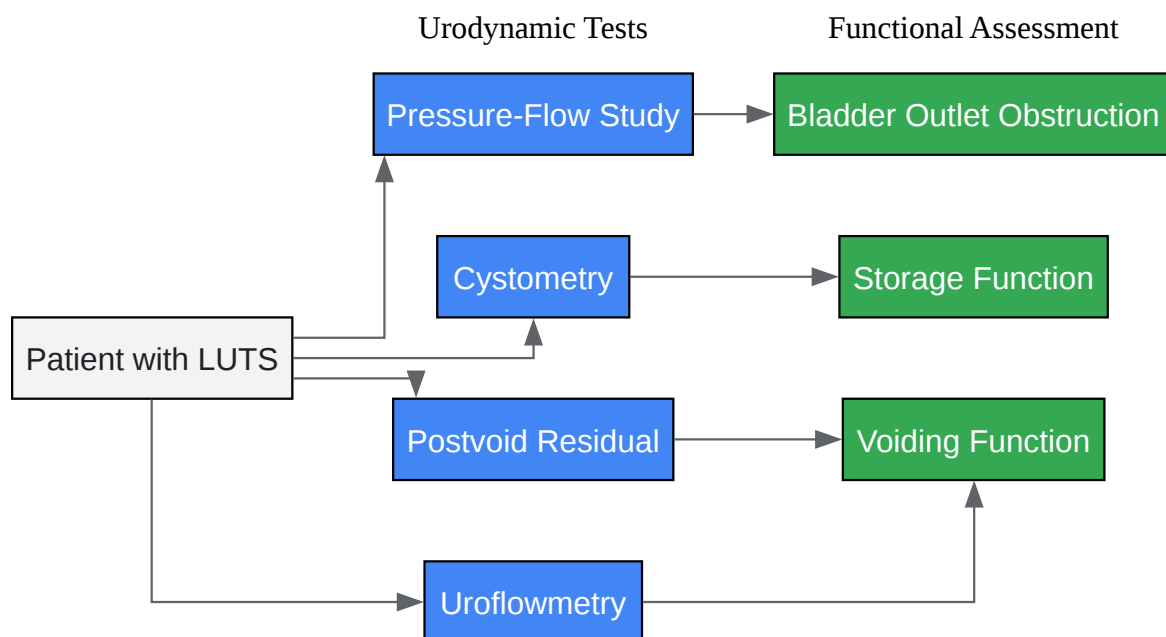 Urodynamic Tests
Functional Assessment
Pressure-Flow Study
Bladder Outlet Obstruction
Cystometry
Storage Function
Patient with LUTS
Postvoid Residual
Voiding Function
Uroflowmetry